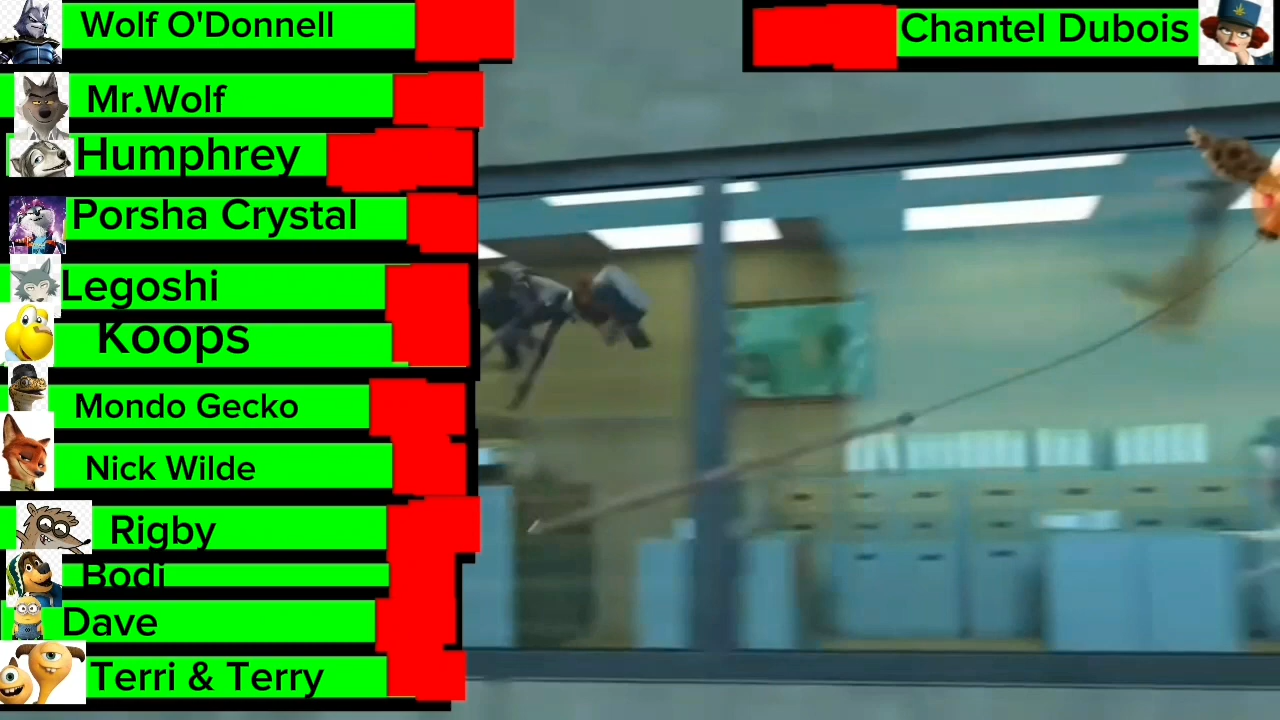 Wolf O'Donnell
Chantel Dubois
Mr.Wolf
Humphrey
Porsha Crystal
Legoshi
Koops
Mondo Gecko
Nick Wilde
Rigby
Bodi
Dave
Terri & Terry